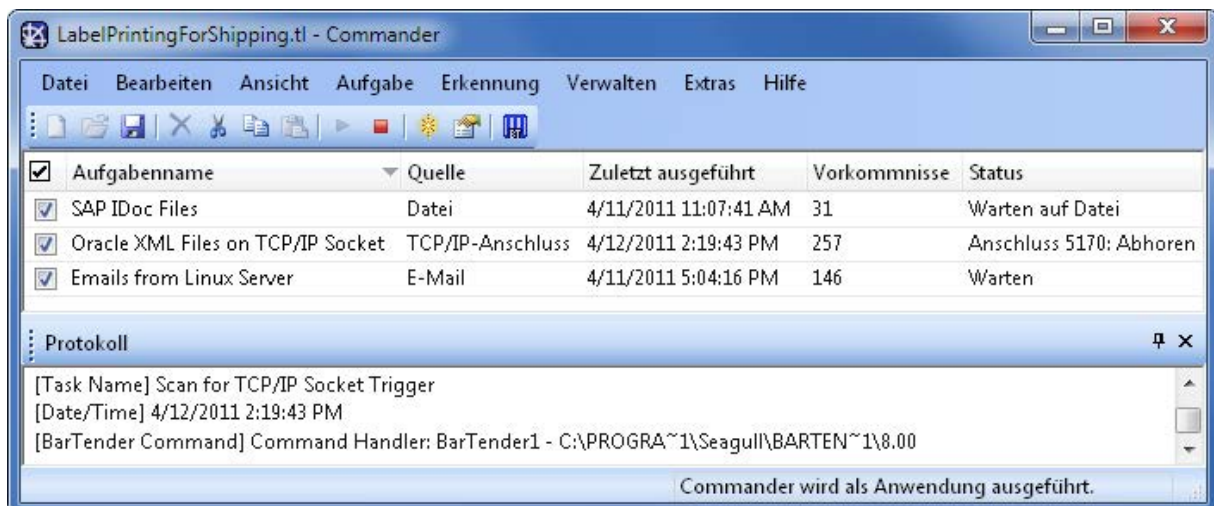 LabelPrintingForShipping.tl - Commander
Datei Bearbeiten Ansicht Aufgabe Erkennung Verwalten Extras Hilfe
Aufgabenname Quelle Zuletzt ausgeführt Vorkommnisse Status
SAP IDoc Files Datei 4/11/2011 11:07:41 AM 31 Warten auf Datei
Oracle XML Files on TCP/IP Socket TCP/IP-Anschluss 4/12/2011 2:19:43 PM 257 Anschluss 5170: Abhoren
Emails from Linux Server E-Mail 4/11/2011 5:04:16 PM 146 Warten
Protokoll
[Task Name] Scan for TCP/IP Socket Trigger
[Date/Time] 4/12/2011 2:19:43 PM
[BarTender Command] Command Handler: BarTender1 - C:\PROGRA~1\Seagull\BARTEN~1\8.00
Commander wird als Anwendung ausgeführt.